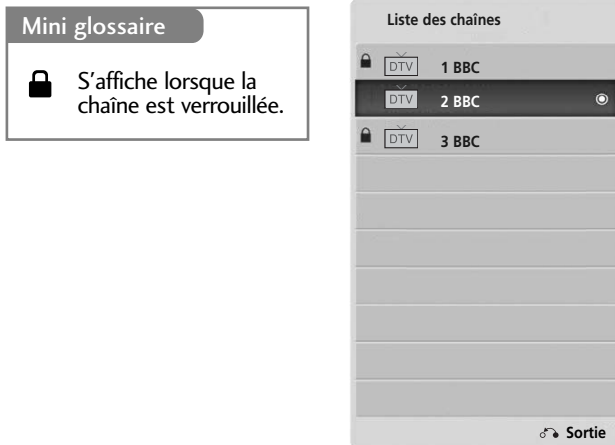 Mini glossaire
S’affiche lorsque la
chaîne est verrouillée.
Liste des chaînes
DTV 1 BBC
DTV 2 BBC
DTV 3 BBC
Sortie